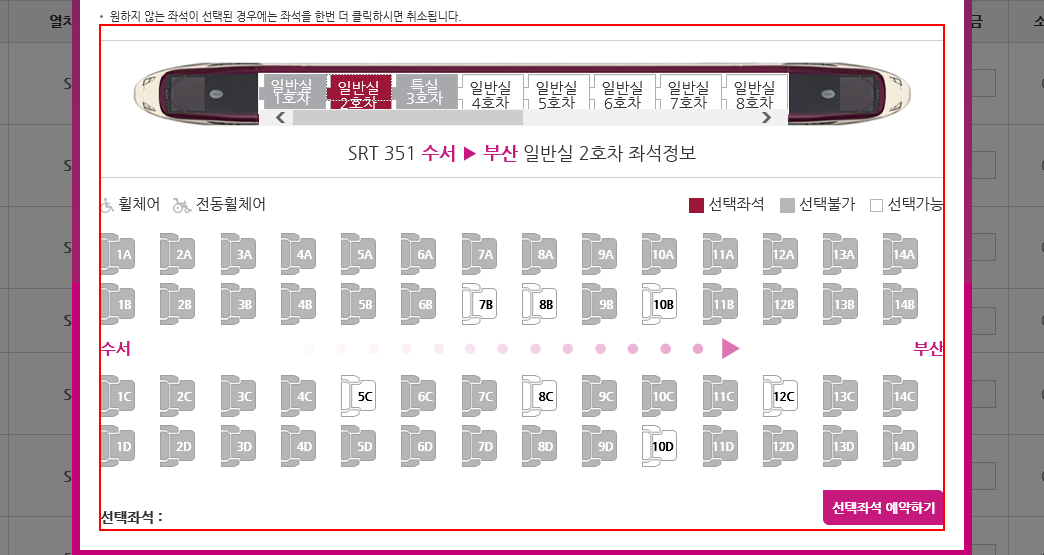 • 원하지 않는 좌석이 선택된 경우에는 좌석을 한번 더 클릭하시면 취소됩니다.
열차
금
소
일반실 1호차 일반실 2호차 특실 3호차 일반실 4호차 일반실 5호차 일반실 6호차 일반실 7호차 일반실 8호차
SRT 351 수서 ▶ 부산 일반실 2호차 좌석정보
휠체어 전동휠체어 선택좌석 선택불가 선택가능
1A 2A 3A 4A 5A 6A 7A 8A 9A 10A 11A 12A 13A 14A
1B 2B 3B 4B 5B 6B 7B 8B 9B 10B 11B 12B 13B 14B
수서 부산
1C 2C 3C 4C 5C 6C 7C 8C 9C 10C 11C 12C 13C 14C
1D 2D 3D 4D 5D 6D 7D 8D 9D 10D 11D 12D 13D 14D
선택좌석 : 선택좌석 예약하기